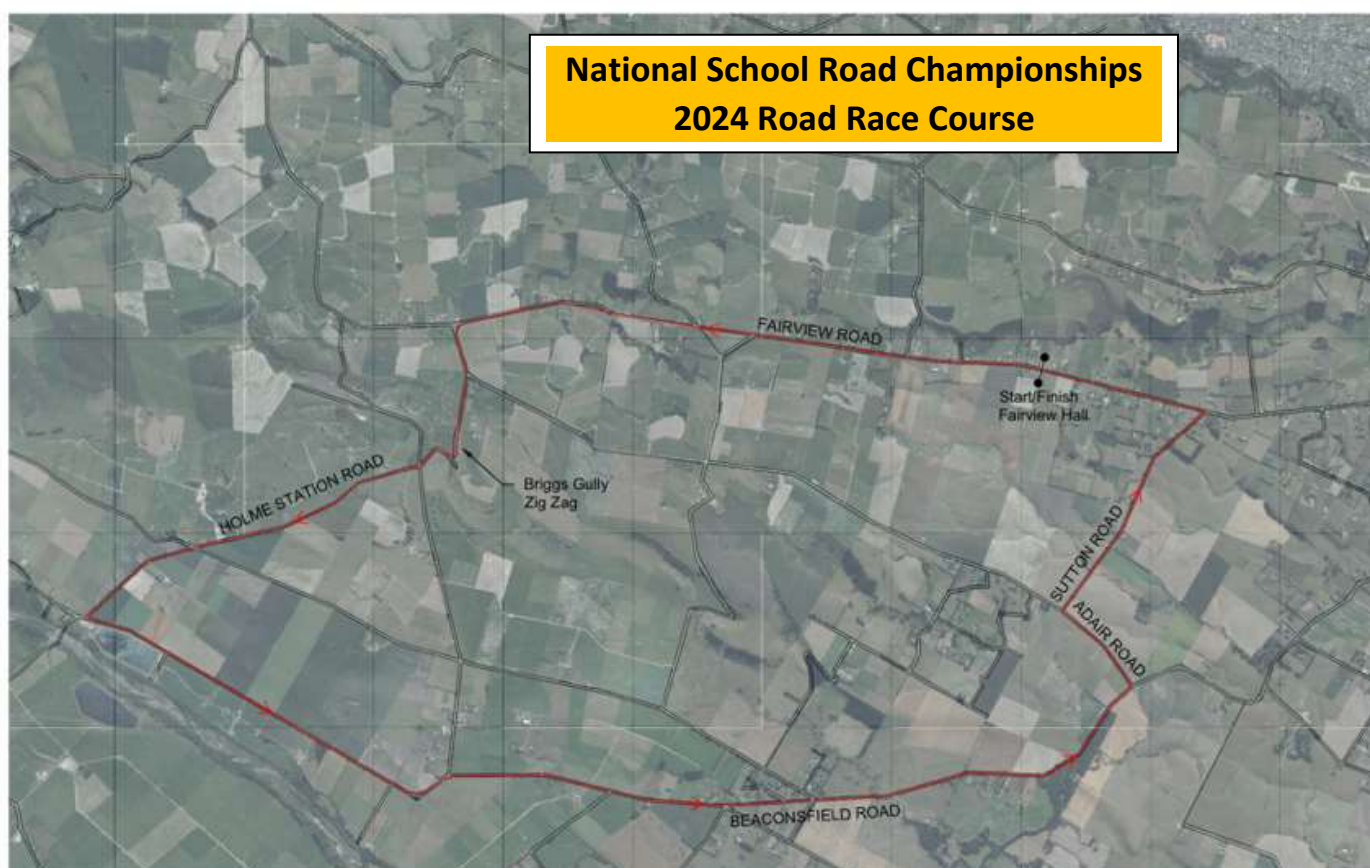 National School Road Championships
2024 Road Race Course
FAIRVIEW ROAD
Start/Finish
Fairview Hall
Briggs Gully
Zig Zag
HOLME STATION ROAD
SUTTON ROAD
ADAIR ROAD
BEACONSFIELD ROAD